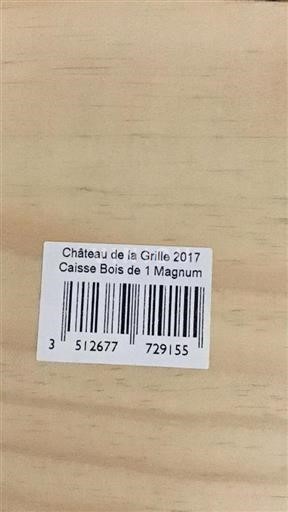 Château de la Grille 2017
Caisse Bois de 1 Magnum
3 512677 729155